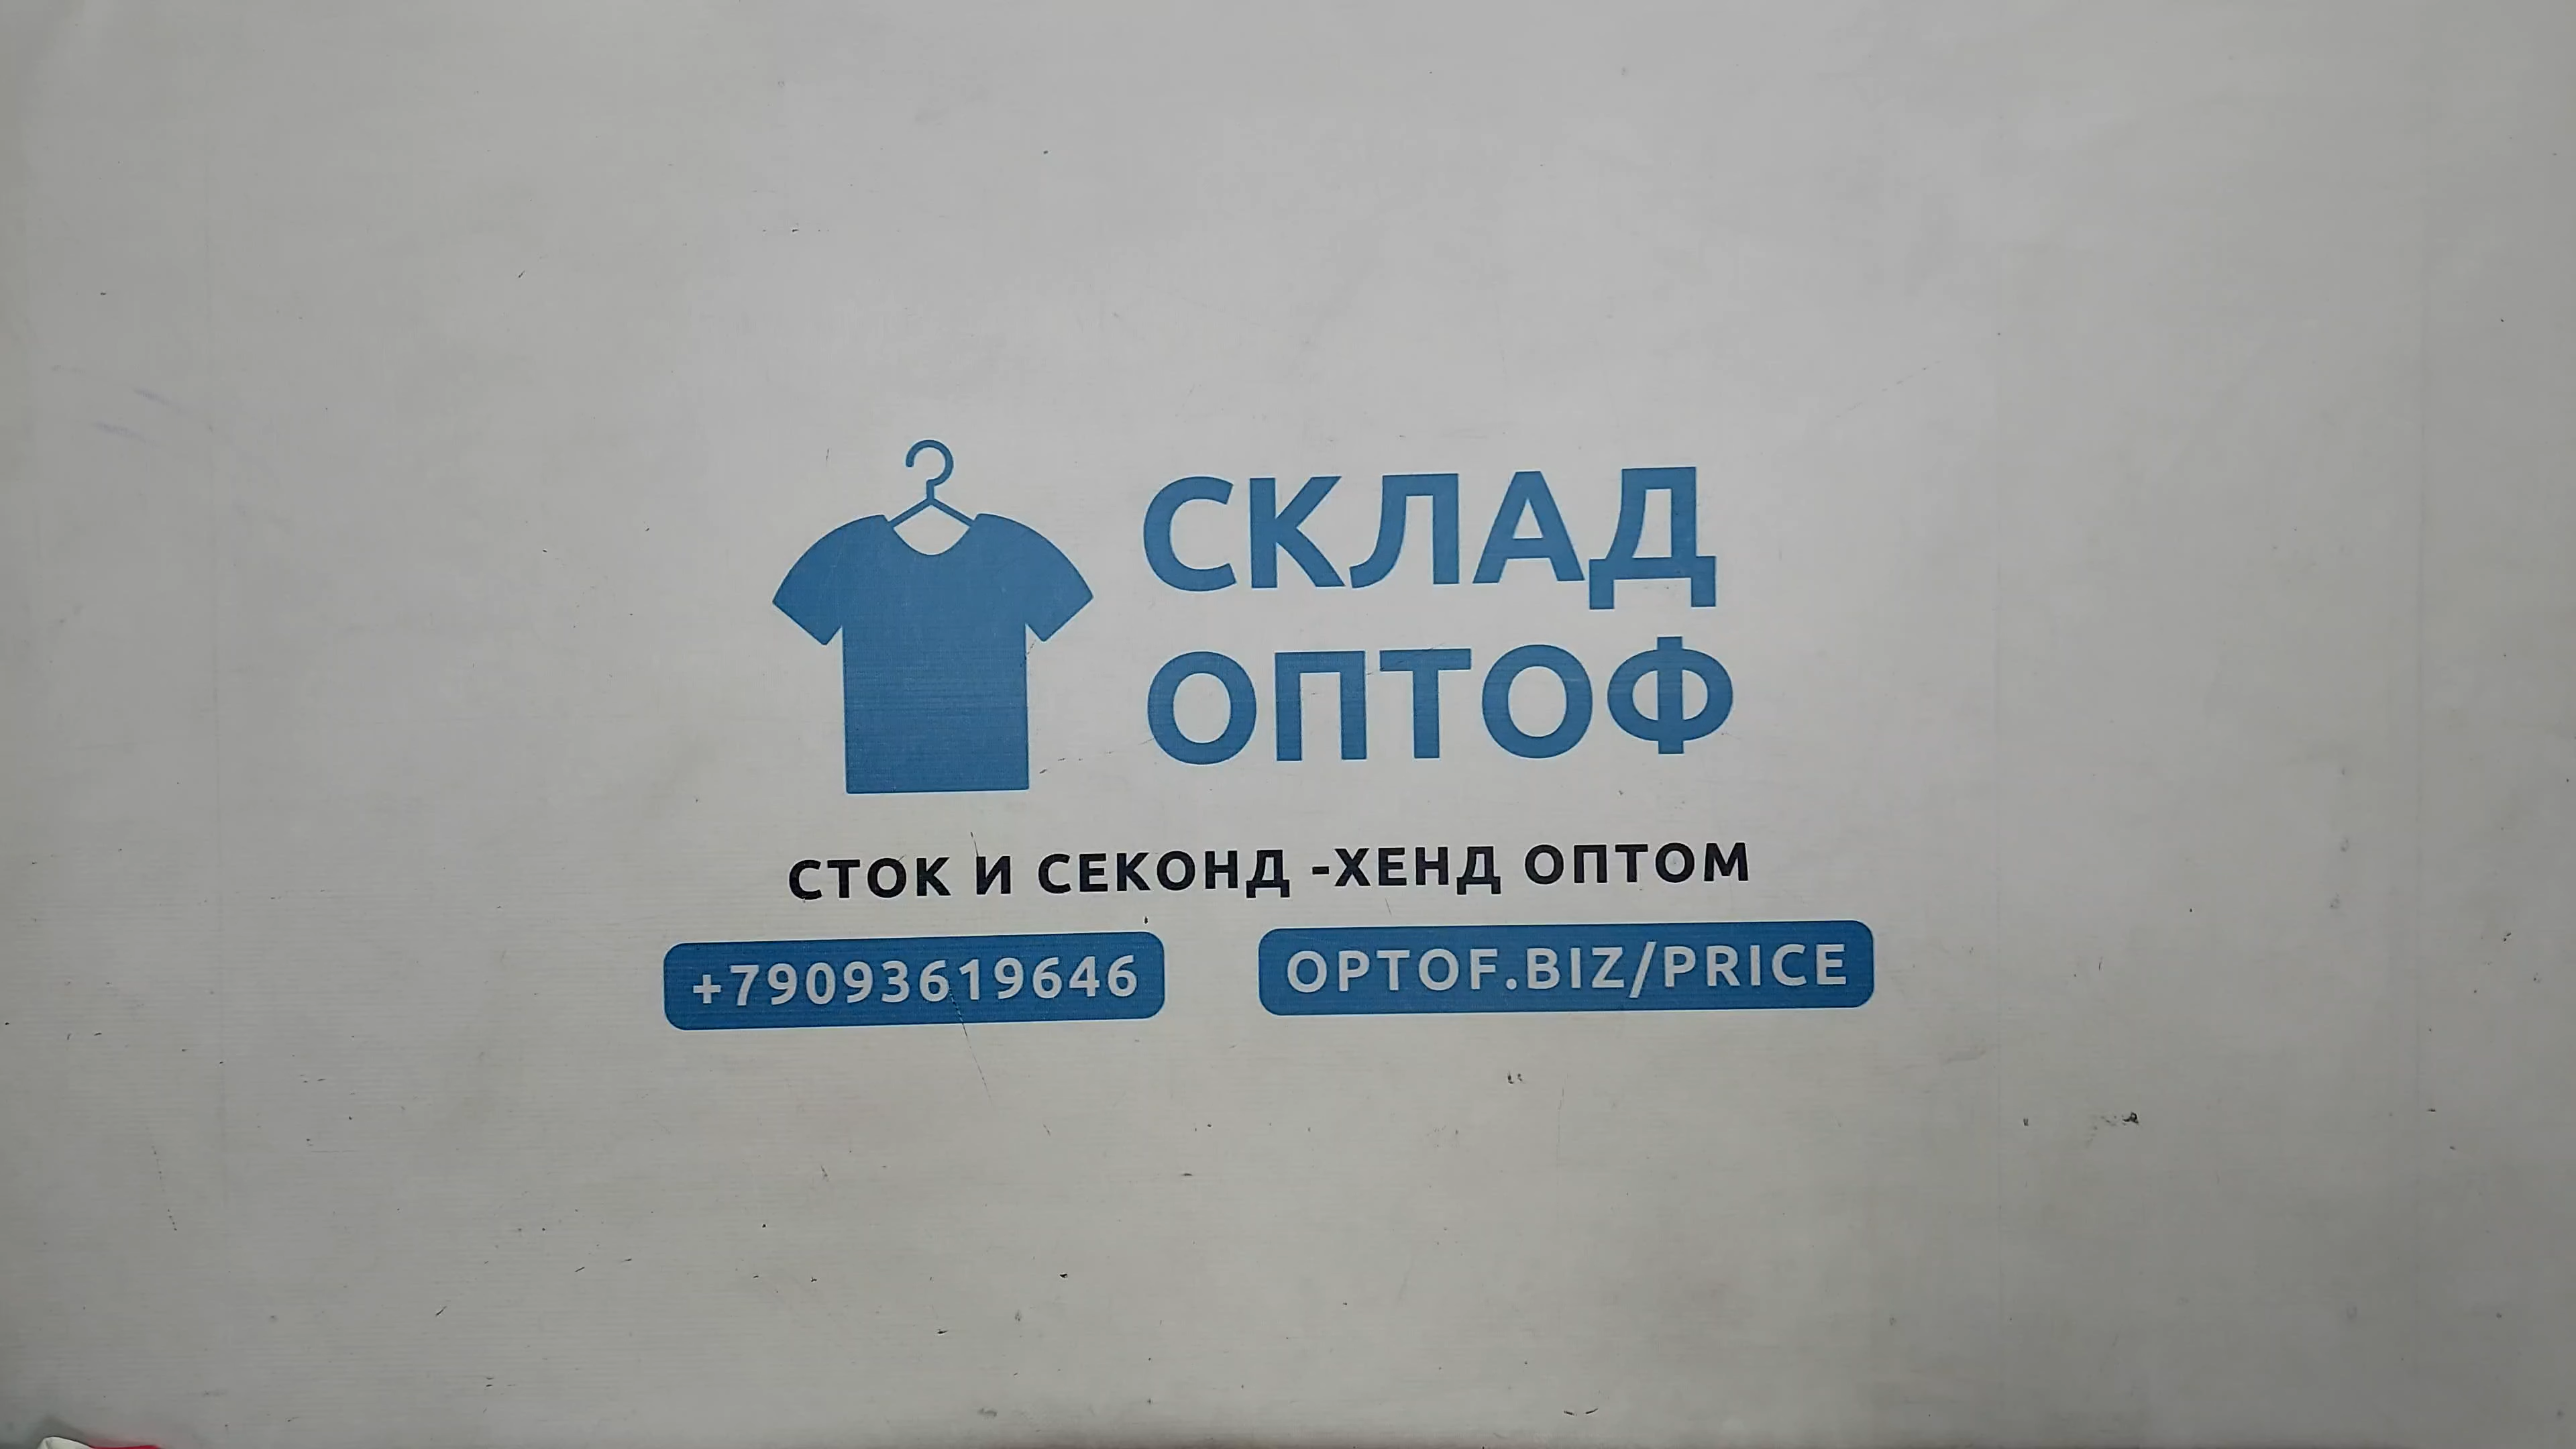 СКЛАД
ОПТОФ
СТОК И СЕКОНД -ХЕНД ОПТОМ
+79093619646
OPTOF.BIZ/PRICE